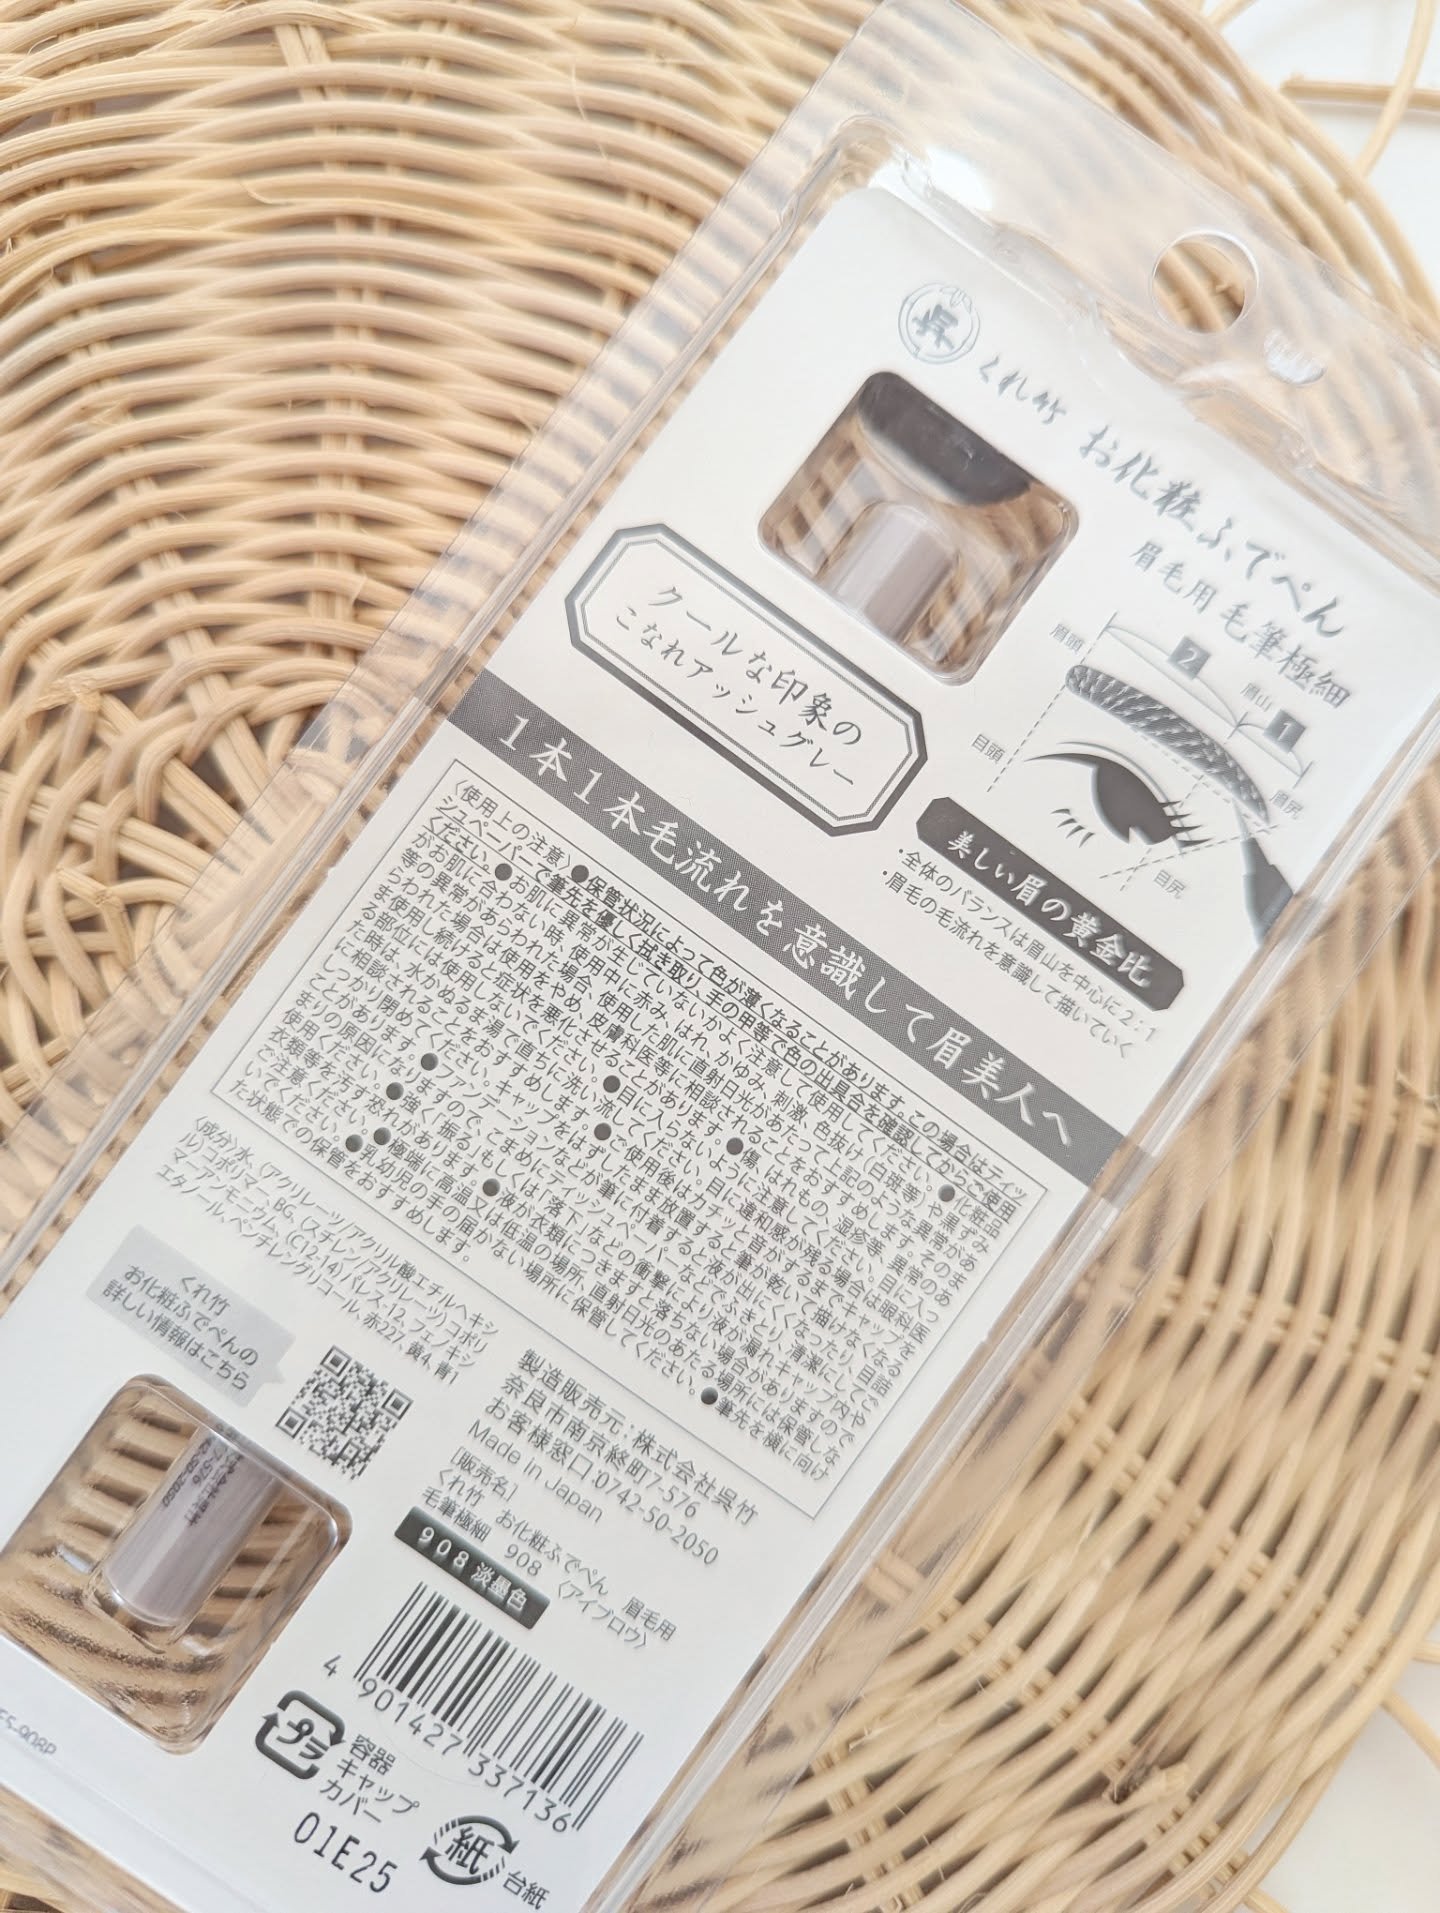 呉
くれ竹 お化粧ふでぺん
眉毛用 毛筆極細
眉頭
2
眉山
1
眉尻
目頭
目尻
クールな印象の
こなれアッシュグレー
美しい眉の黄金比
・全体のバランスは眉山を中心に2:1
・眉毛の毛流れを意識して描いていく
1本1本毛流れを意識して眉美人へ
〈使用上の注意〉●保管状況によって色が薄くなることがあります。この場合はティッ
シュペーパーで筆先を優しく拭き取り、手の甲等で色の出具合を確認してからご使用
ください。●お肌に異常が生じていないかよく注意して使用してください。●化粧品
がお肌に合わない時、使用中に赤み、はれ、かゆみ、刺激、色抜け(白斑等)や黒ずみ
等の異常があらわれた場合、使用した肌に直射日光があたって上記のような異常があ
らわれた場合は使用をやめ、皮膚科医等に相談されることをおすすめします。そのま
ま使用し続けると症状を悪化させることがあります。●傷、はれもの、湿疹等、異常のあ
る部位には使用しないでください。●目に入らないように注意してください。目に入っ
た時は、水かぬるま湯で直ちに洗い流してください。目に違和感が残る場合は眼科医
に相談されることをおすすめします。●ご使用後はカチッと音がするまでキャップを
しっかり閉めてください。キャップをはずしたまま放置すると筆が乾いて描けなくなる
ことがあります。●ファンデーションなどが筆に付着すると液が出にくくなったり、目詰
まりの原因になりますので、こまめにティッシュペーパーなどでふきとり、清潔にしてご
使用ください。●強く「振る」もしくは「落下」などの衝撃により液が漏れキャップ内や
衣類等を汚す恐れがあります。●液が衣類につきますと落ちない場合がありますので
ご注意ください。●極端に高温又は低温の場所、直射日光のあたる場所には保管しな
いでください。●乳幼児の手の届かない場所に保管してください。●筆先を横に向け
た状態での保管をおすすめします。
〈成分〉水、(アクリレーツ/アクリル酸エチルヘキシ
ル)コポリマー、BG、(スチレン/アクリレーツ)コポリ
マーアンモニウム、(C12-14)パレス-12、フェノキシ
エタノール、ペンチレングリコール、赤227、黄4、青1
くれ竹
お化粧ふでぺんの
詳しい情報はこちら
製造販売元:株式会社呉竹
奈良市南京終町7-576
お客様窓口:0742-50-2050
Made in Japan
[販売名]
くれ竹 お化粧ふでぺん 眉毛用
毛筆極細 908 〈アイブロウ〉
908 淡墨色
4 901427 337136
プラ
容器
キャップ
カバー
紙
台紙
01E25